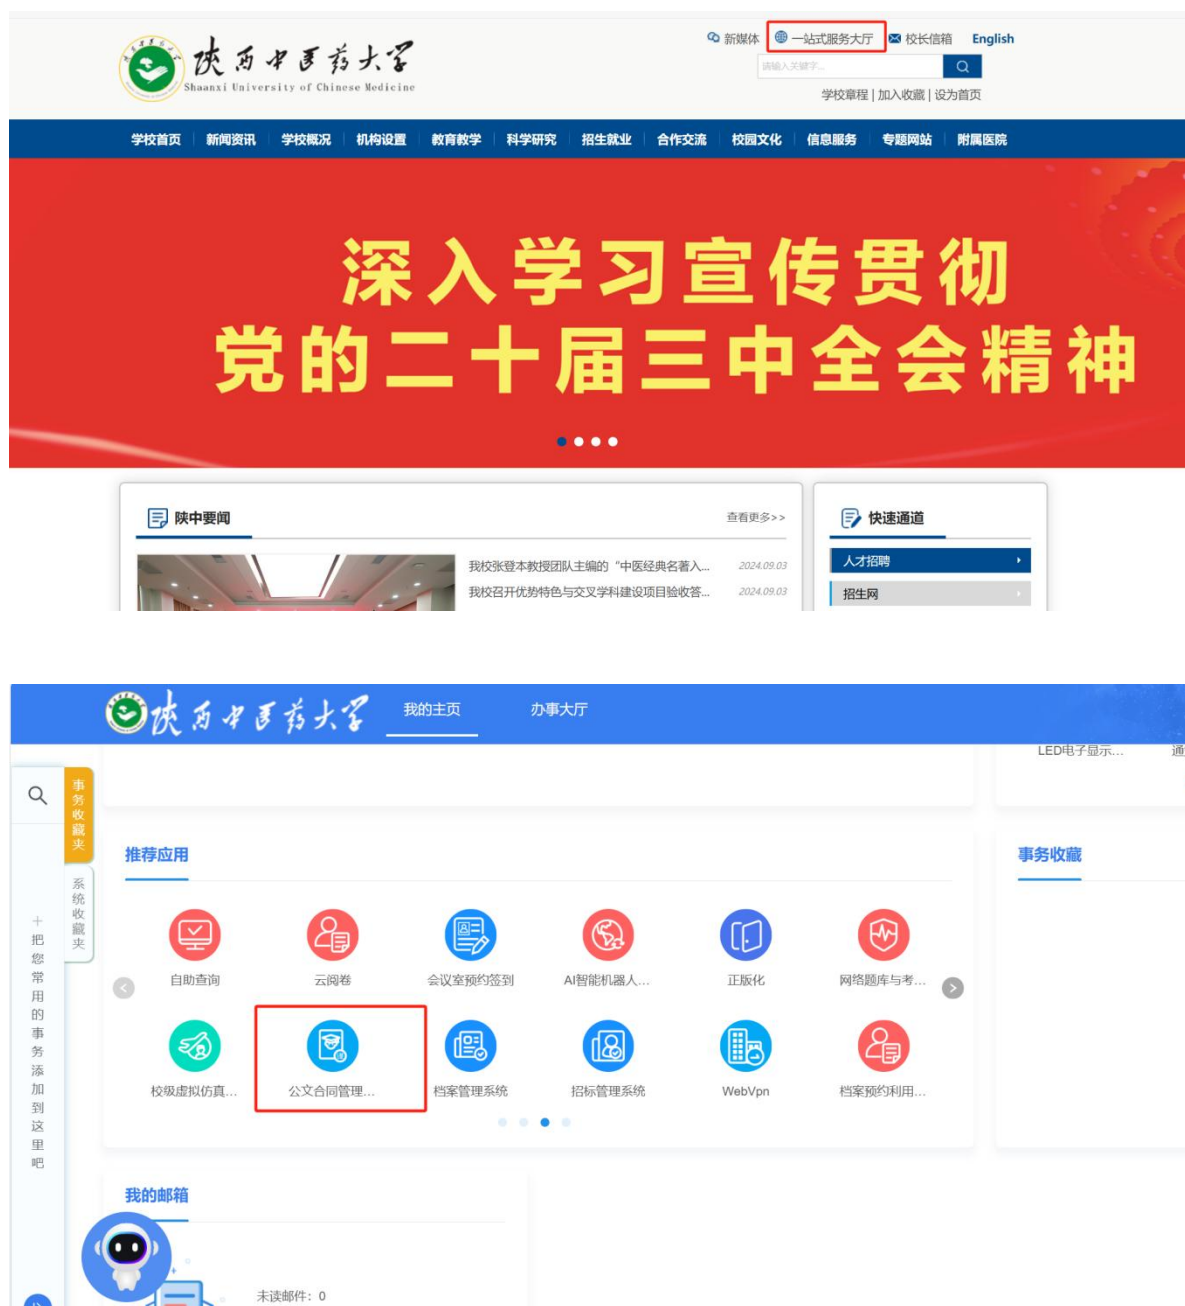 新媒体 一站式服务大厅 校长信箱 English
陕西中医药大学
Shaanxi University of Chinese Medicine
请输入关键字...
学校章程 | 加入收藏 | 设为首页
学校首页 新闻资讯 学校概况 机构设置 教育教学 科学研究 招生就业 合作交流 校园文化 信息服务 专题网站 附属医院
深入学习宣传贯彻
党的二十届三中全会精神
陕中要闻 查看更多>>
快速通道
我校张登本教授团队主编的“中医经典名著入... 2024.09.03
我校召开优势特色与交叉学科建设项目验收答... 2024.09.03
人才招聘
招生网
陕西中医药大学 我的主页 办事大厅
LED电子显示... 通
事务收藏夹
系统收藏夹
+把您常用的事务添加到这里吧
推荐应用
事务收藏
自助查询 云阅卷 会议室预约签到 AI智能机器人... 正版化 网络题库与考...
校级虚拟仿真... 公文合同管理... 档案管理系统 招标管理系统 WebVpn 档案预约利用...
我的邮箱
未读邮件：0